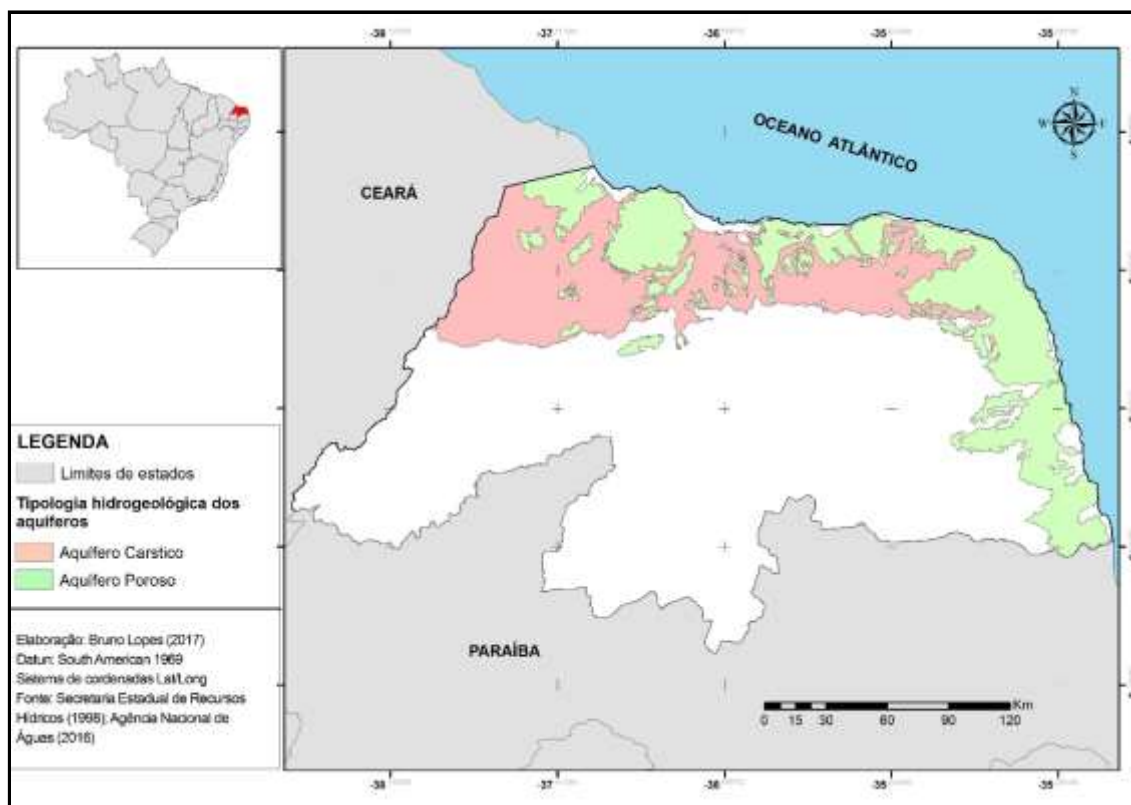 -38
-37
-36
-35
-35
OCEANO ATLÂNTICO
N
W
E
S
CEARÁ
LEGENDA
Limites de estados
Tipologia hidrogeológica dos
aquíferos
Aquífero Carstico
Aquífero Poroso
Elaboração: Bruno Lopes (2017)
Datun: South American 1969
Sistema de cordenadas Lat/Long
Fonte: Secretaria Estadual de Recursos
Hídricos (1998); Agência Nacional de
Águas (2016)
PARAÍBA
Km
0 15 30 60 90 120
-38
-37
-36
-35
-35